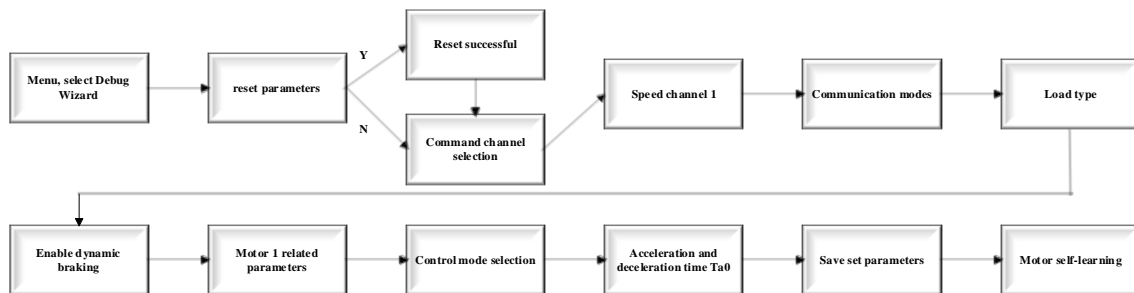 Menu, select Debug
Wizard
reset parameters
Y
N
Reset successful
Command channel
selection
Speed channel 1
Communication modes
Load type
Enable dynamic
braking
Motor 1 related
parameters
Control mode selection
Acceleration and
deceleration time Ta0
Save set parameters
Motor self-learning